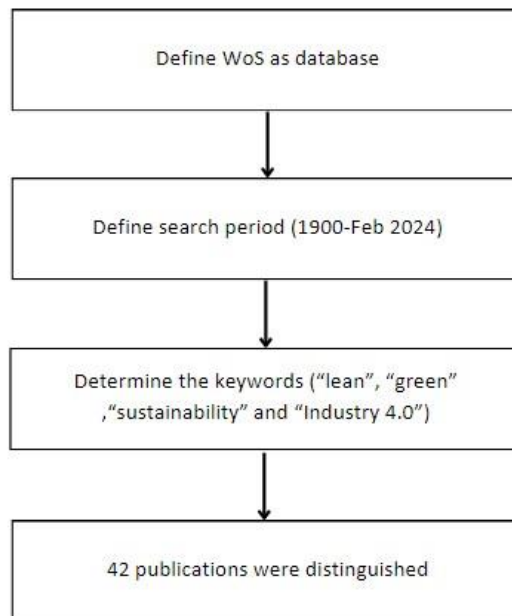 Define WoS as database
Define search period (1900-Feb 2024)
Determine the keywords (“lean”, “green”
,“sustainability” and “Industry 4.0”)
42 publications were distinguished